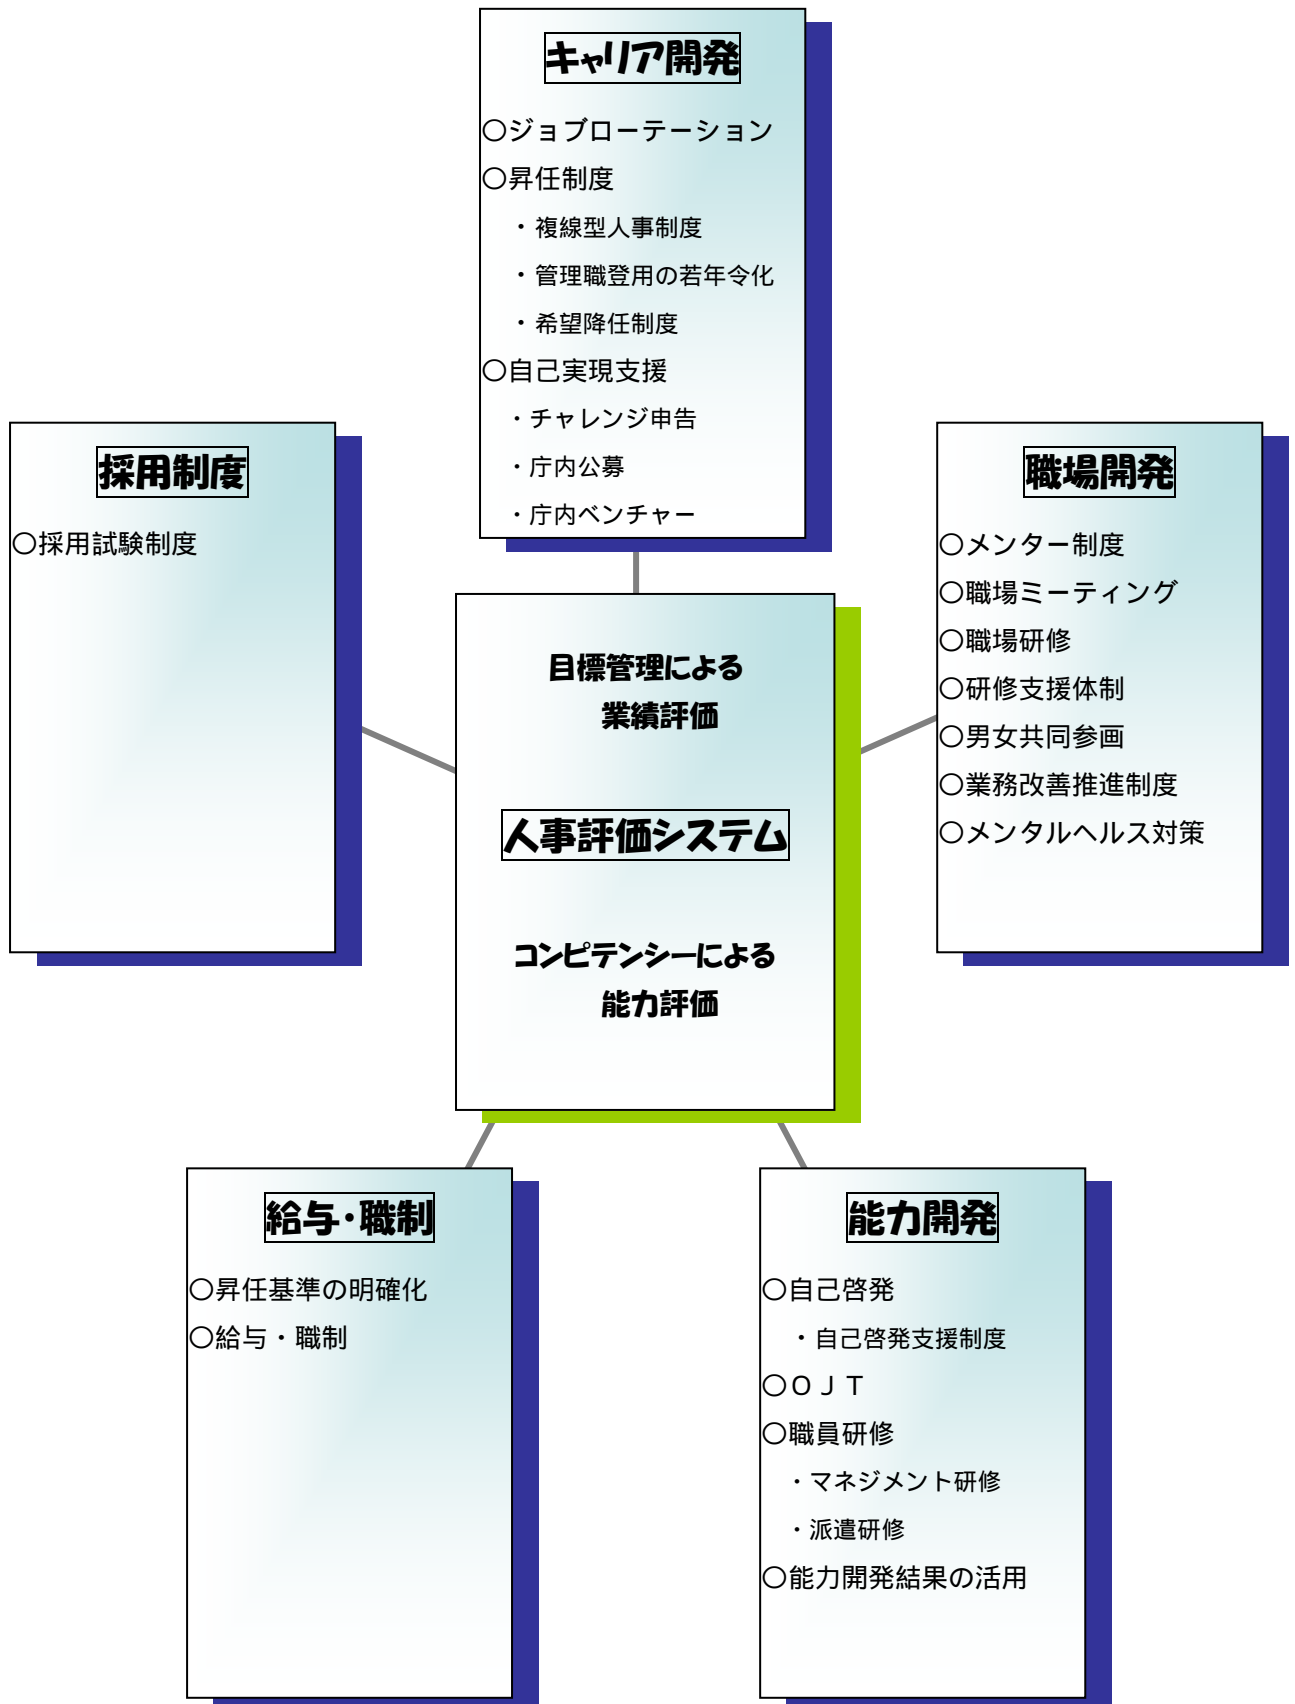 キャリア開発
○ジョブローテーション
○昇任制度
・複線型人事制度
・管理職登用の若年令化
・希望降任制度
○自己実現支援
・チャレンジ申告
・庁内公募
・庁内ベンチャー
採用制度
○採用試験制度
職場開発
○メンター制度
○職場ミーティング
○職場研修
○研修支援体制
○男女共同参画
○業務改善推進制度
○メンタルヘルス対策
目標管理による
業績評価
人事評価システム
コンピテンシーによる
能力評価
給与・職制
○昇任基準の明確化
○給与・職制
能力開発
○自己啓発
・自己啓発支援制度
○ＯＪＴ
○職員研修
・マネジメント研修
・派遣研修
○能力開発結果の活用